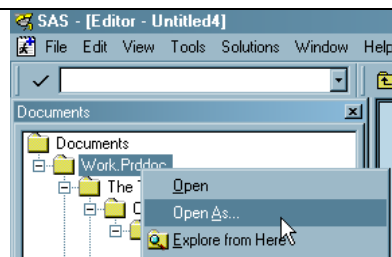 SAS - [Editor - Untitled4]
File Edit View Tools Solutions Window Help
Documents
Documents
Work.Prddoc
The
Open
Open As...
Explore from Here